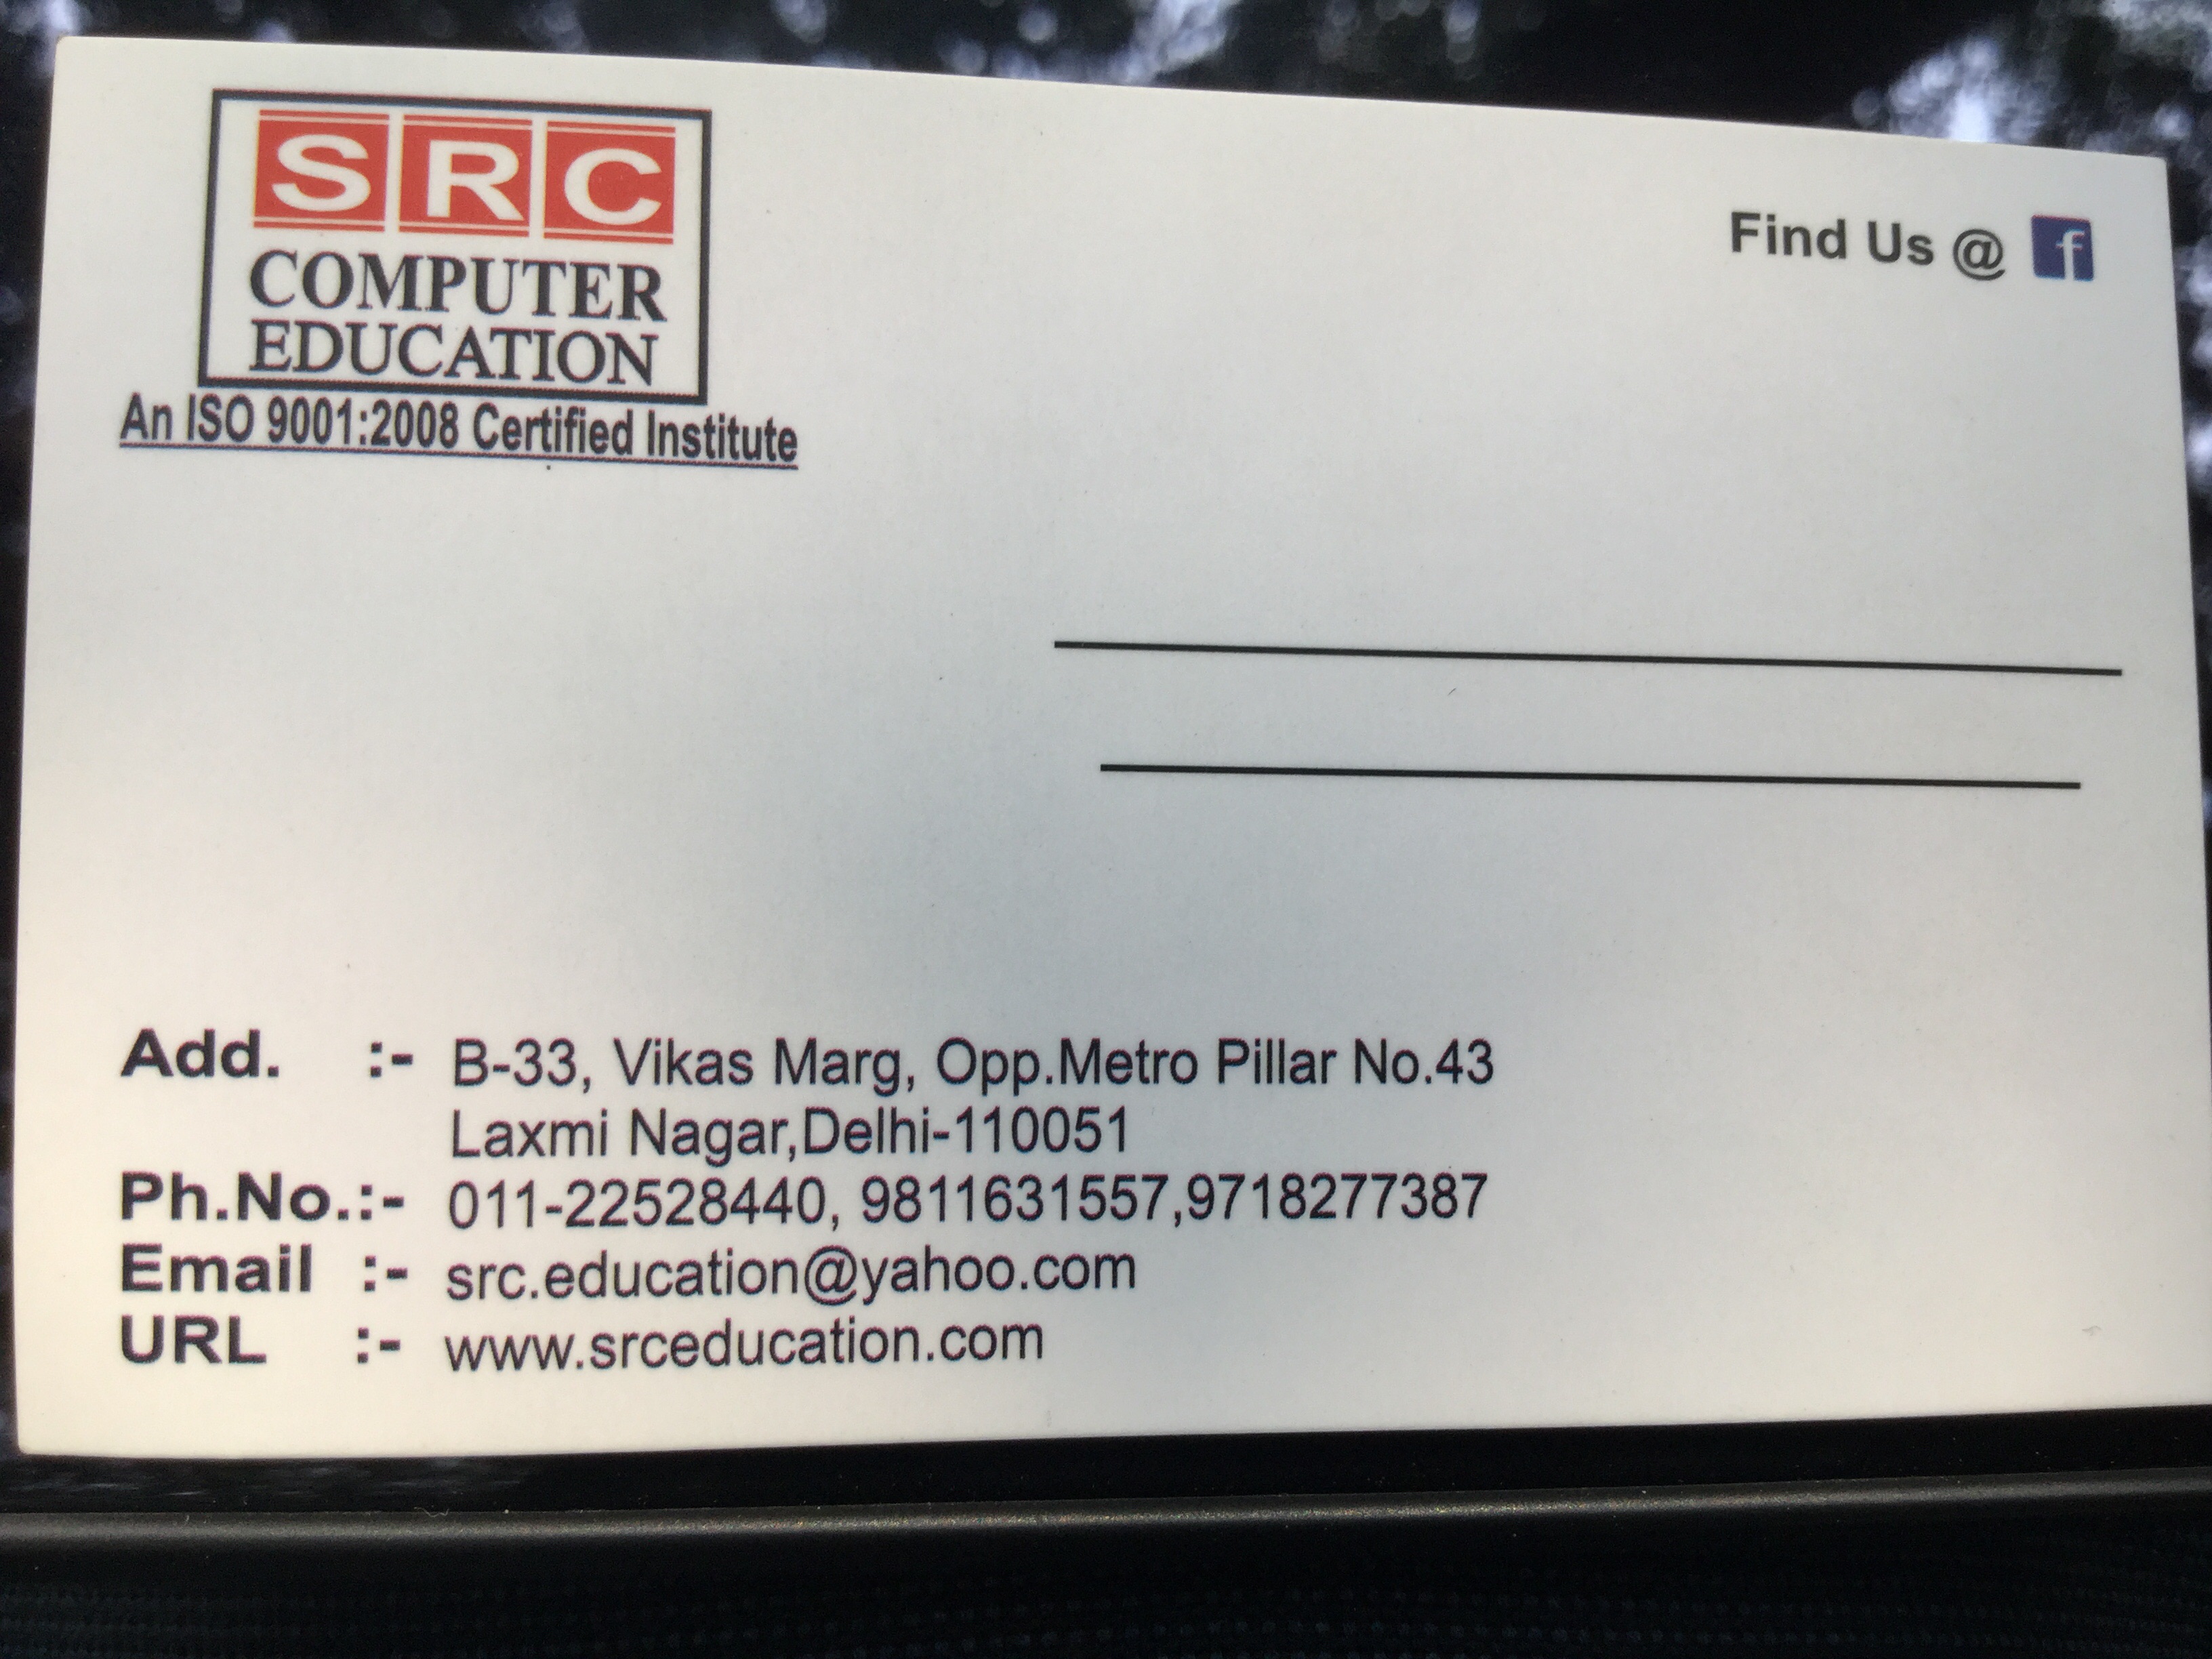 SRC
COMPUTER
EDUCATION
An ISO 9001:2008 Certified Institute
Find Us @ f
Add. :- B-33, Vikas Marg, Opp.Metro Pillar No.43
Laxmi Nagar,Delhi-110051
Ph.No.:- 011-22528440, 9811631557,9718277387
Email :- src.education@yahoo.com
URL :- www.srceducation.com